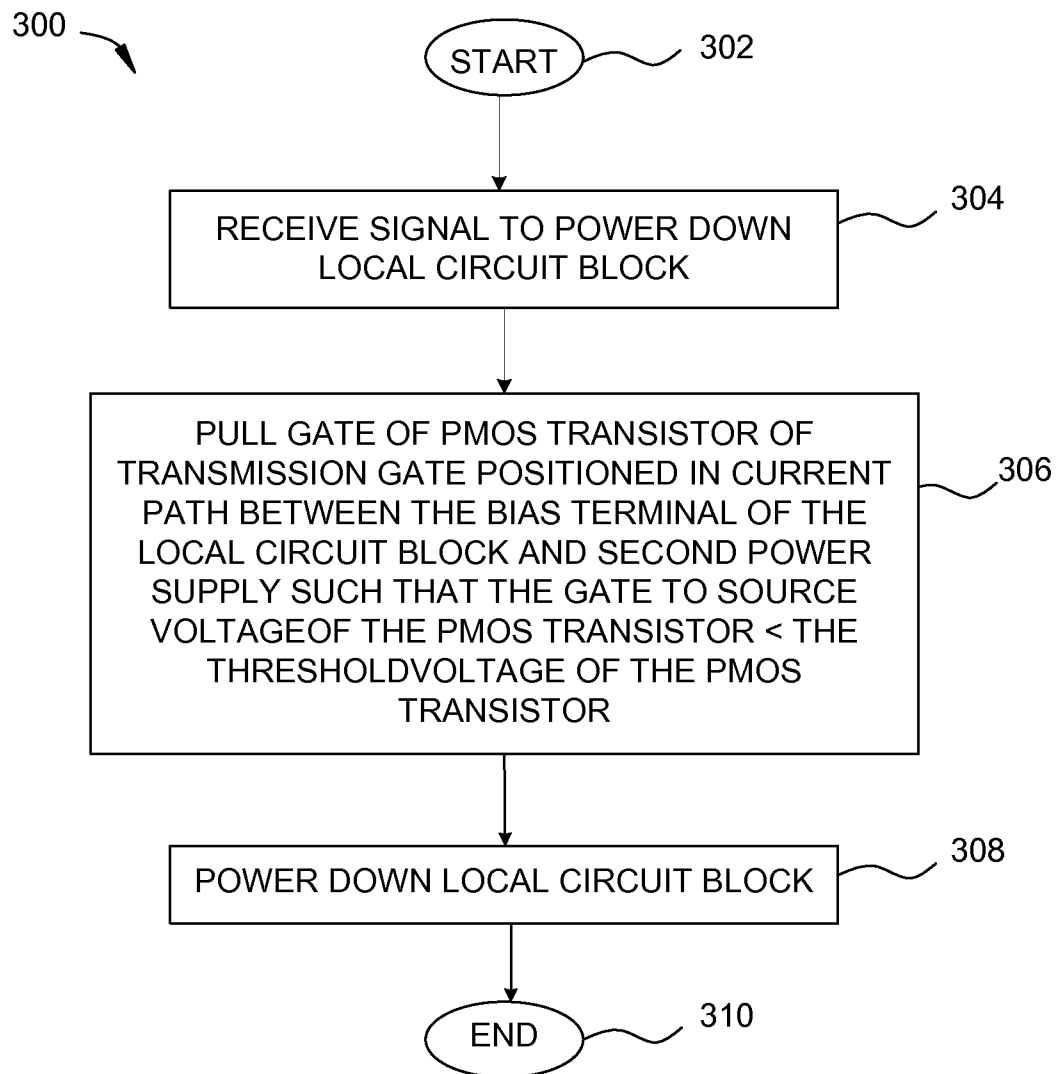 300
START
302
RECEIVE SIGNAL TO POWER DOWN
LOCAL CIRCUIT BLOCK
304
PULL GATE OF PMOS TRANSISTOR OF
TRANSMISSION GATE POSITIONED IN CURRENT
PATH BETWEEN THE BIAS TERMINAL OF THE
LOCAL CIRCUIT BLOCK AND SECOND POWER
SUPPLY SUCH THAT THE GATE TO SOURCE
VOLTAGEOF THE PMOS TRANSISTOR < THE
THRESHOLDVOLTAGE OF THE PMOS
TRANSISTOR
306
POWER DOWN LOCAL CIRCUIT BLOCK
308
END
310